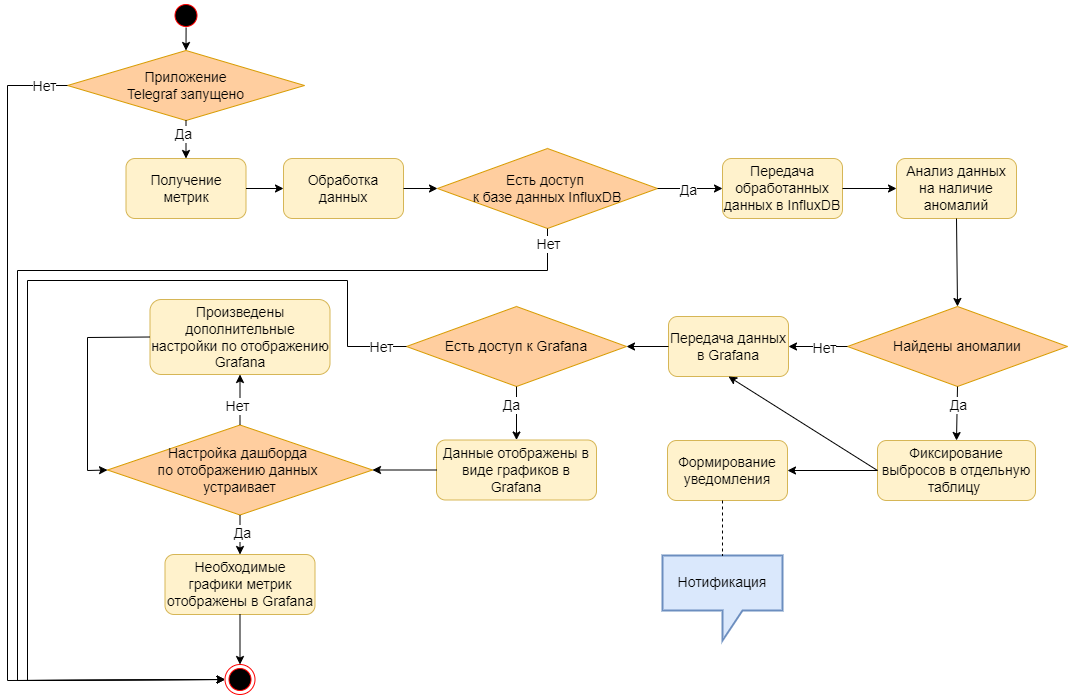 Нет
Приложение
Telegraf запущено
Да
Получение
метрик
Обработка
данных
Есть доступ
к базе данных InfluxDB
Да
Передача
обработанных
данных в InfluxDB
Анализ данных
на наличие
аномалий
Нет
Произведены
дополнительные
настройки по отображению
Grafana
Нет
Есть доступ к Grafana
Передача данных
в Grafana
Нет
Найдены аномалии
Нет
Да
Да
Настройка дашборда
по отображению данных
устраивает
Данные отображены в
виде графиков в
Grafana
Формирование
уведомления
Фиксирование
выбросов в отдельную
таблицу
Да
Необходимые
графики метрик
отображены в Grafana
Нотификация